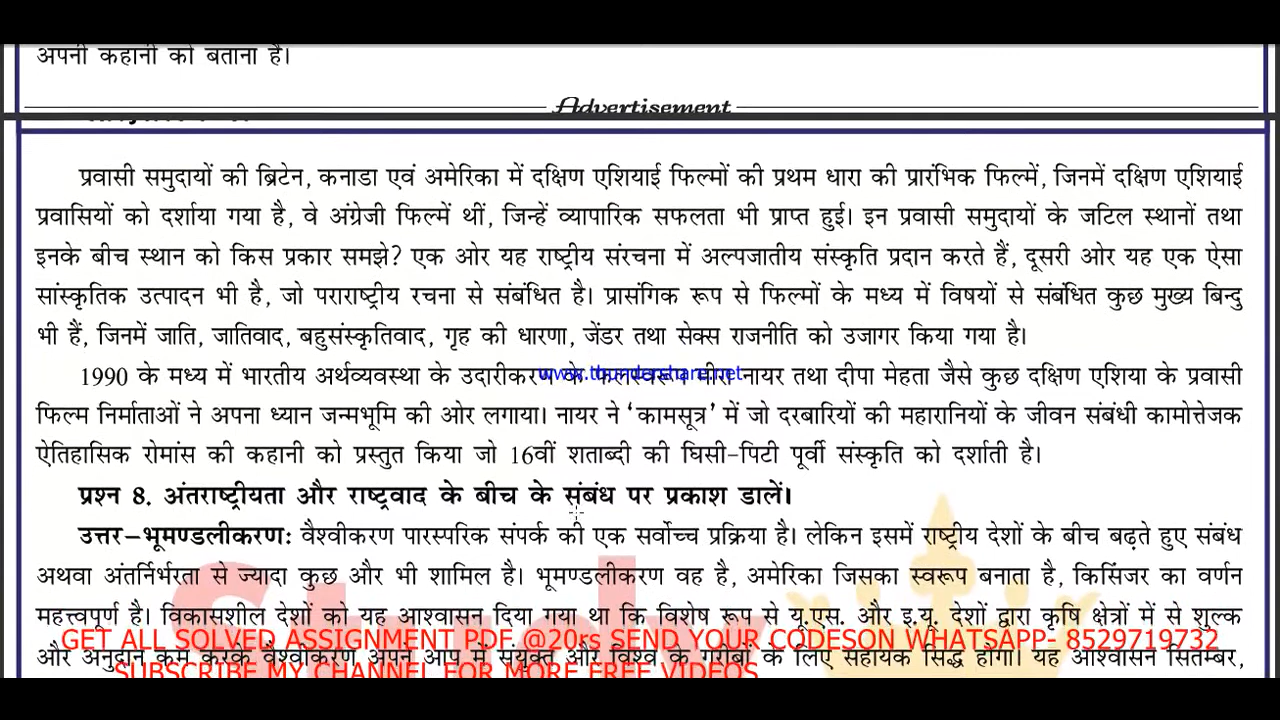 अपनी कहानी को बताना है।
Advertisement
प्रवासी समुदायों की ब्रिटेन, कनाडा एवं अमेरिका में दक्षिण एशियाई फिल्मों की प्रथम धारा की प्रारंभिक फिल्में, जिनमें दक्षिण एशियाई
प्रवासियों को दर्शाया गया है, वे अंग्रेजी फिल्में थीं, जिन्हें व्यापारिक सफलता भी प्राप्त हुई। इन प्रवासी समुदायों के जटिल स्थानों तथा
इनके बीच स्थान को किस प्रकार समझे? एक ओर यह राष्ट्रीय संरचना में अल्पजातीय संस्कृति प्रदान करते हैं, दूसरी ओर यह एक ऐसा
सांस्कृतिक उत्पादन भी है, जो पराराष्ट्रीय रचना से संबंधित है। प्रासंगिक रूप से फिल्मों के मध्य में विषयों से संबंधित कुछ मुख्य बिन्दु
भी हैं, जिनमें जाति, जातिवाद, बहुसंस्कृतिवाद, गृह की धारणा, जेंडर तथा सेक्स राजनीति को उजागर किया गया है।
1990 के मध्य में भारतीय अर्थव्यवस्था के उदारीकरण के फलस्वरूप मीरा नायर तथा दीपा मेहता जैसे कुछ दक्षिण एशिया के प्रवासी
www.thundershare.net
फिल्म निर्माताओं ने अपना ध्यान जन्मभूमि की ओर लगाया। नायर ने ‘कामसूत्र’ में जो दरबारियों की महारानियों के जीवन संबंधी कामोत्तेजक
ऐतिहासिक रोमांस की कहानी को प्रस्तुत किया जो 16वीं शताब्दी की घिसी-पिटी पूर्वी संस्कृति को दर्शाती है।
प्रश्न 8. अंतराष्ट्रीयता और राष्ट्रवाद के बीच के संबंध पर प्रकाश डालें।
उत्तर–भूमण्डलीकरणः वैश्वीकरण पारस्परिक संपर्क की एक सर्वोच्च प्रक्रिया है। लेकिन इसमें राष्ट्रीय देशों के बीच बढ़ते हुए संबंध
अथवा अंतर्निर्भरता से ज्यादा कुछ और भी शामिल है। भूमण्डलीकरण वह है, अमेरिका जिसका स्वरूप बनाता है, किसिंजर का वर्णन
महत्त्वपूर्ण है। विकासशील देशों को यह आश्वासन दिया गया था कि विशेष रूप से यू.एस. और इ.यू. देशों द्वारा कृषि क्षेत्रों में से शुल्क
GET ALL SOLVED ASSIGNMENT PDF @20rs SEND YOUR CODESON WHATSAPP- 8529719732
और अनुदान कम करके वैश्वीकरण अपने आप में संयुक्त और विश्व के गरीबों के लिए सहायक सिद्ध होगा। यह आश्वासन सितम्बर,
SUBSCRIBE MY CHANNEL FOR MORE FREE VIDEOS
Study